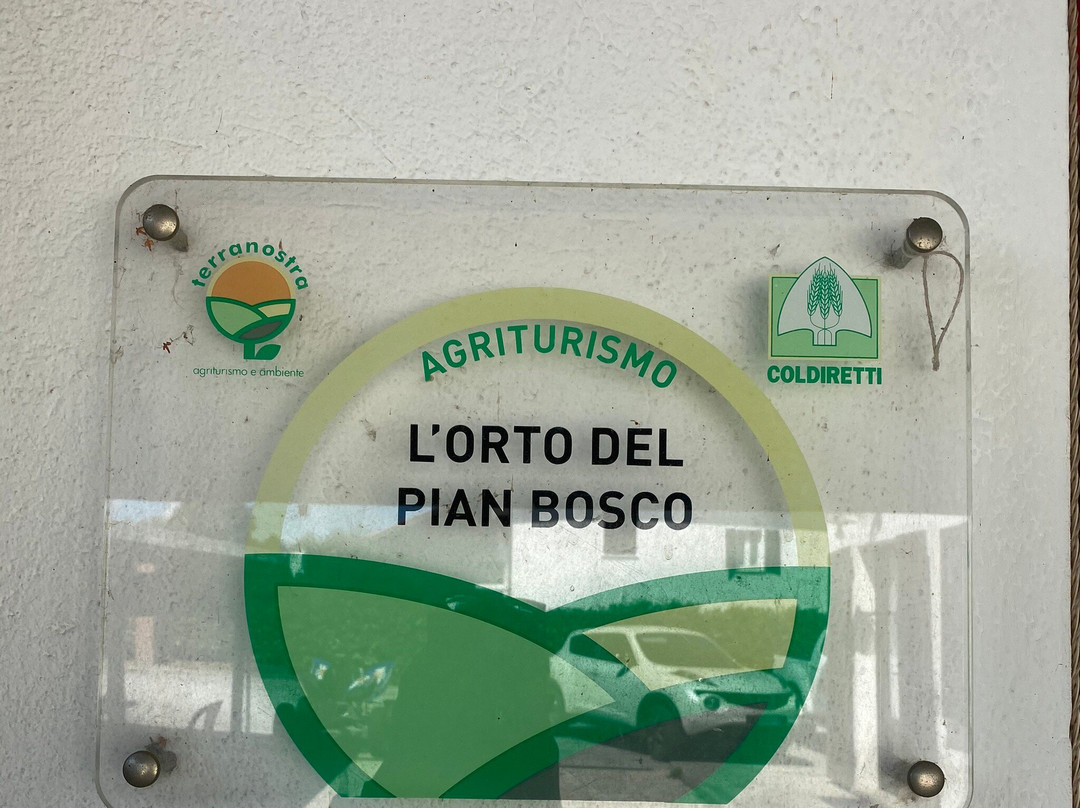 terranostra
agriturismo e ambiente
COLDIRETTI
AGRITURISMO
L'ORTO DEL
PIAN BOSCO